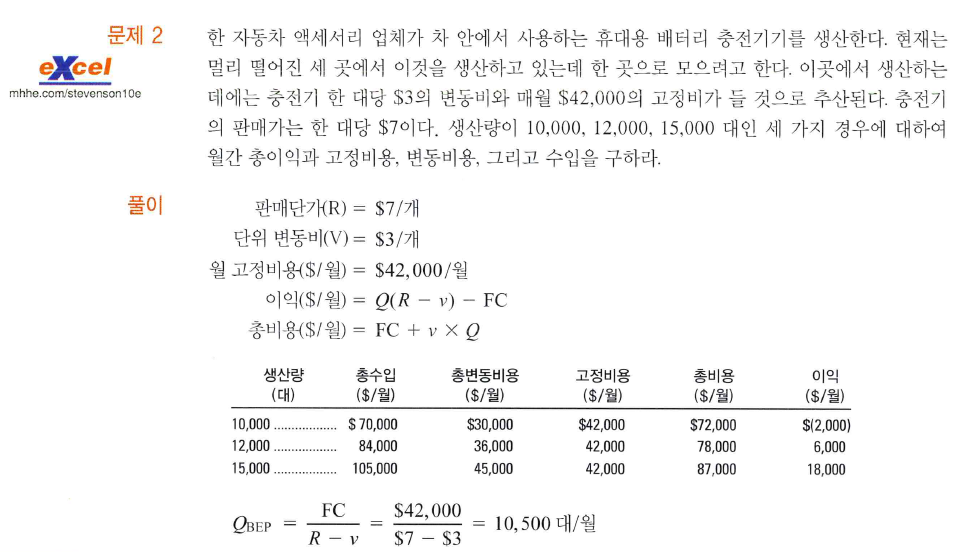 문제 2
eXcel
mhhe.com/stevenson10e
한 자동차 액세서리 업체가 차 안에서 사용하는 휴대용 배터리 충전기기를 생산한다. 현재는
멀리 떨어진 세 곳에서 이것을 생산하고 있는데 한 곳으로 모으려고 한다. 이곳에서 생산하는
데에는 충전기 한 대당 $3의 변동비와 매월 $42,000의 고정비가 들 것으로 추산된다. 충전기
의 판매가는 한 대당 $7이다. 생산량이 10,000, 12,000, 15,000 대인 세 가지 경우에 대하여
월간 총이익과 고정비용, 변동비용, 그리고 수입을 구하라.
풀이
판매단가(R) = $7/개
단위 변동비(V) = $3/개
월 고정비용($/월) = $42,000/월
이익($/월) = Q(R − v) − FC
총비용($/월) = FC + v × Q
생산량 총수입 총변동비용 고정비용 총비용 이익
(대) ($/월) ($/월) ($/월) ($/월) ($/월)
10,000 .................. $ 70,000 $30,000 $42,000 $72,000 $(2,000)
12,000 .................. 84,000 36,000 42,000 78,000 6,000
15,000 .................. 105,000 45,000 42,000 87,000 18,000
Q_BEP = FC / (R − v) = $42,000 / ($7 − $3) = 10,500 대/월